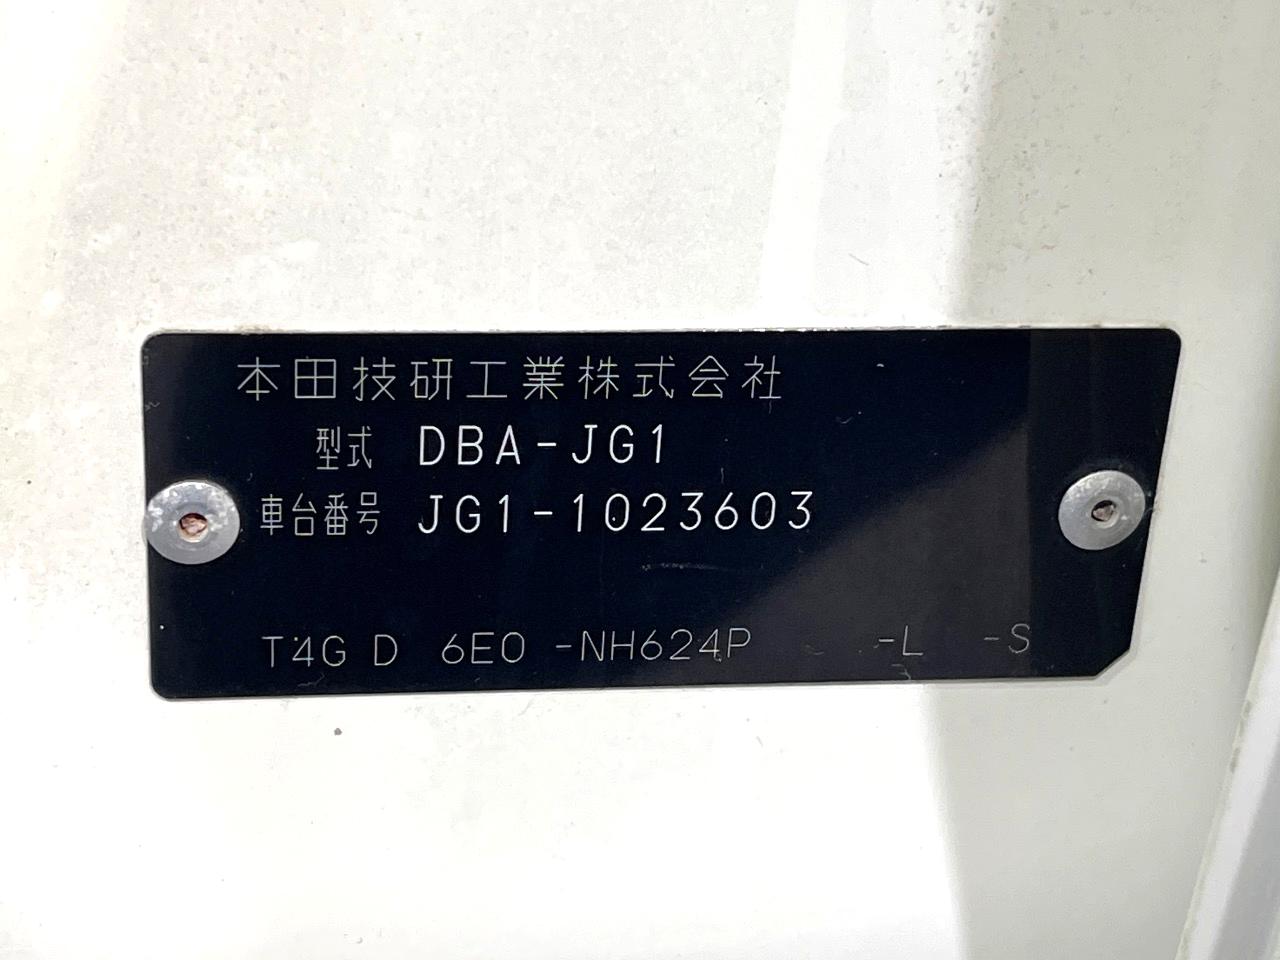 本田技研工業株式会社
型式 DBA-JG1
車台番号 JG1-1023603
T4G D 6E0 -NH624P -L -S